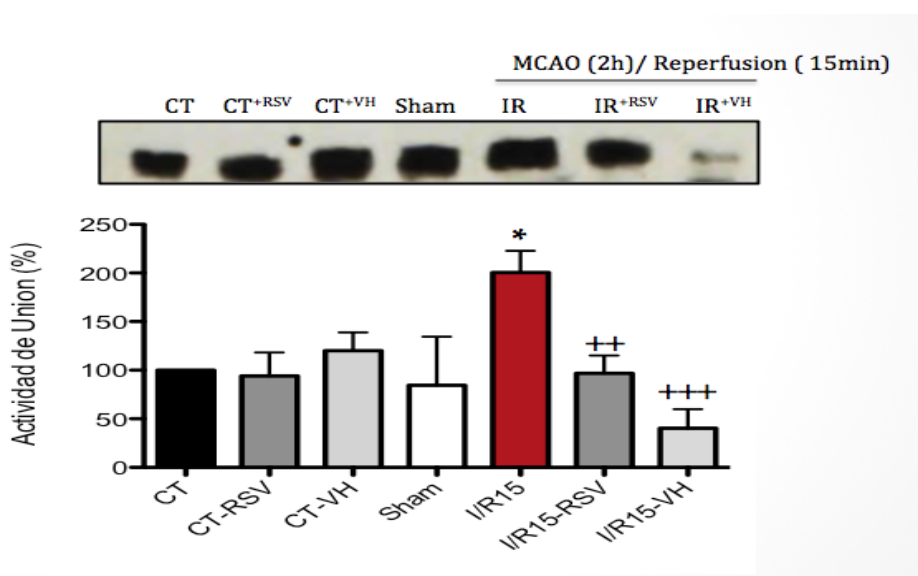 MCAO (2h)/ Reperfusion ( 15min)
CT CT+RSV CT+VH Sham IR IR+RSV IR+VH
Actividad de Union (%)
250
200
150
100
50
0
*
++
+++
CT CT-RSV CT-VH Sham I/R15 I/R15-RSV I/R15-VH